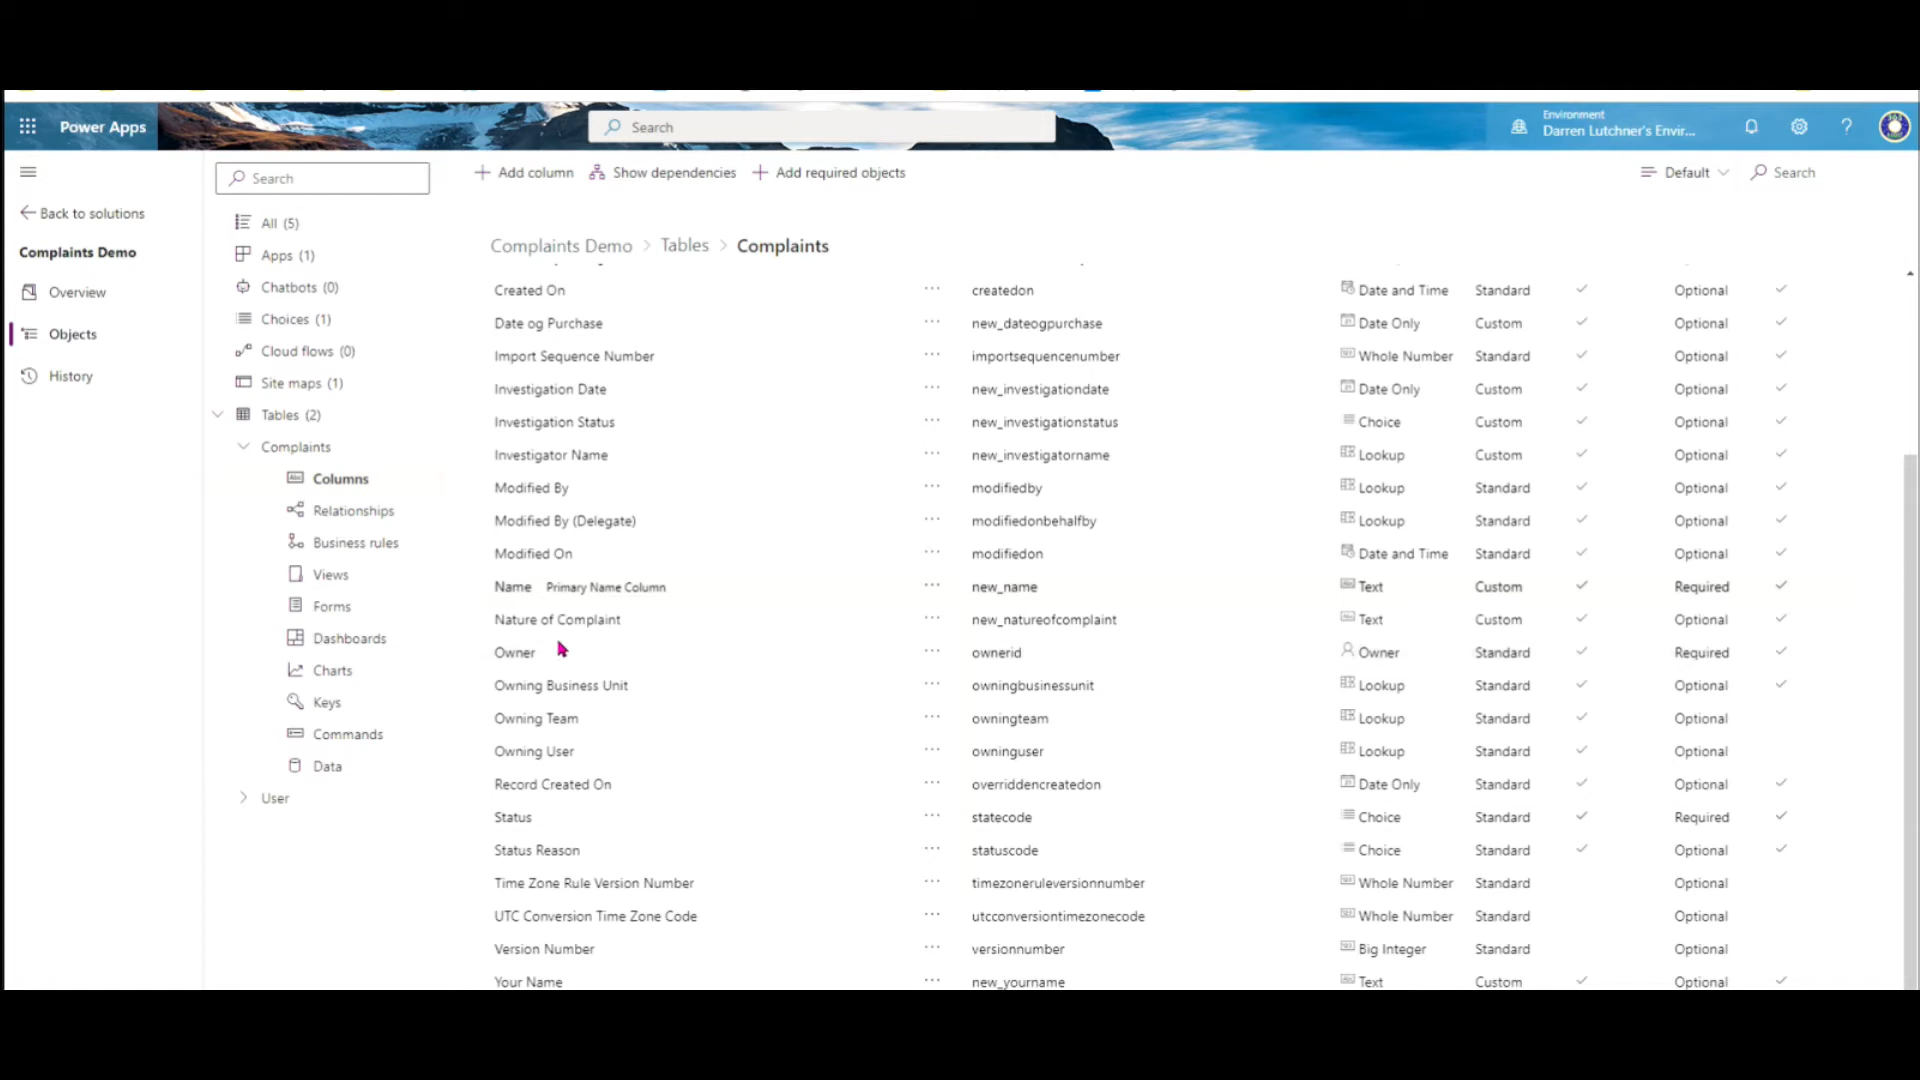 Power Apps
Search
Environment
Darren Lutchner's Envir...
Search
Add column
Show dependencies
Add required objects
Default
Search
Back to solutions
Complaints Demo
Overview
Objects
History
All (5)
Apps (1)
Chatbots (0)
Choices (1)
Cloud flows (0)
Site maps (1)
Tables (2)
Complaints
Columns
Relationships
Business rules
Views
Forms
Dashboards
Charts
Keys
Commands
Data
User
Complaints Demo > Tables > Complaints
Created On ··· createdon Date and Time Standard Optional
Date og Purchase ··· new_dateogpurchase Date Only Custom Optional
Import Sequence Number ··· importsequencenumber Whole Number Standard Optional
Investigation Date ··· new_investigationdate Date Only Custom Optional
Investigation Status ··· new_investigationstatus Choice Custom Optional
Investigator Name ··· new_investigatorname Lookup Custom Optional
Modified By ··· modifiedby Lookup Standard Optional
Modified By (Delegate) ··· modifiedonbehalfby Lookup Standard Optional
Modified On ··· modifiedon Date and Time Standard Optional
Name Primary Name Column ··· new_name Text Custom Required
Nature of Complaint ··· new_natureofcomplaint Text Custom Optional
Owner ··· ownerid Owner Standard Required
Owning Business Unit ··· owningbusinessunit Lookup Standard Optional
Owning Team ··· owningteam Lookup Standard Optional
Owning User ··· owninguser Lookup Standard Optional
Record Created On ··· overriddencreatedon Date Only Standard Optional
Status ··· statecode Choice Standard Required
Status Reason ··· statuscode Choice Standard Optional
Time Zone Rule Version Number ··· timezoneruleversionnumber Whole Number Standard Optional
UTC Conversion Time Zone Code ··· utcconversiontimezonecode Whole Number Standard Optional
Version Number ··· versionnumber Big Integer Standard Optional
Your Name ··· new_yourname Text Custom Optional